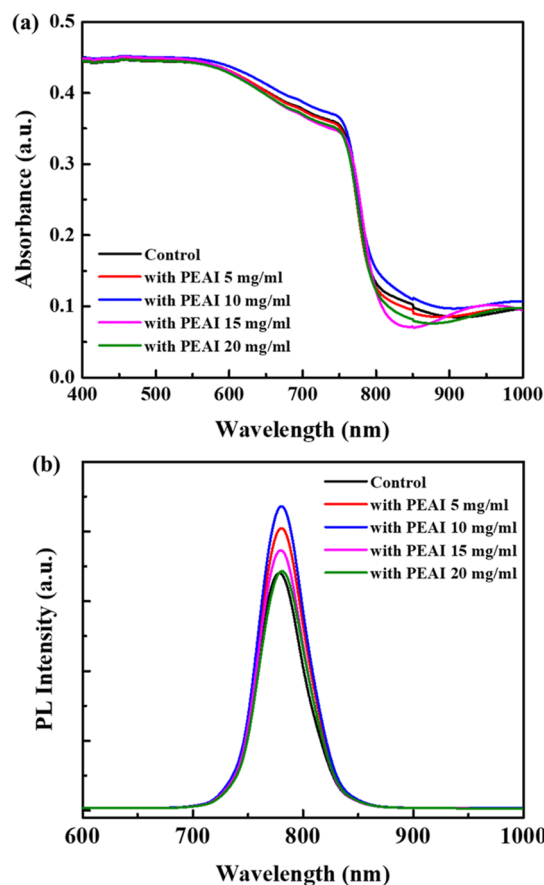 (a)
0.5
0.4
0.3
0.2
0.1
0.0
Absorbance (a.u.)
Control
with PEAI 5 mg/ml
with PEAI 10 mg/ml
with PEAI 15 mg/ml
with PEAI 20 mg/ml
400 500 600 700 800 900 1000
Wavelength (nm)
(b)
PL Intensity (a.u.)
Control
with PEAI 5 mg/ml
with PEAI 10 mg/ml
with PEAI 15 mg/ml
with PEAI 20 mg/ml
600 700 800 900 1000
Wavelength (nm)